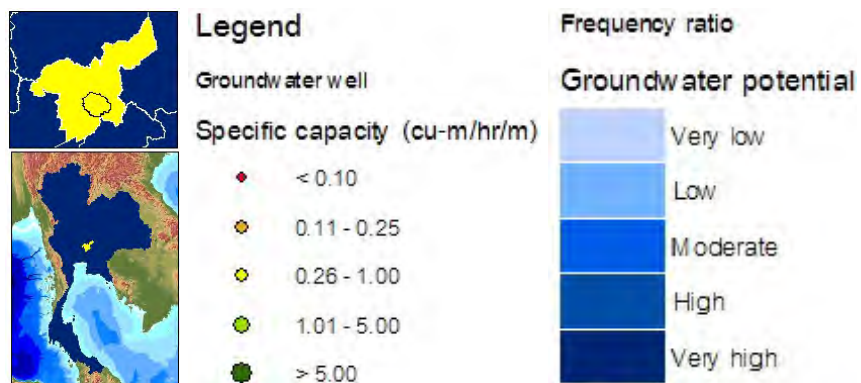 Legend
Groundwater well
Specific capacity (cu-m/hr/m)
< 0.10
0.11 - 0.25
0.26 - 1.00
1.01 - 5.00
> 5.00
Frequency ratio
Groundwater potential
Very low
Low
Moderate
High
Very high